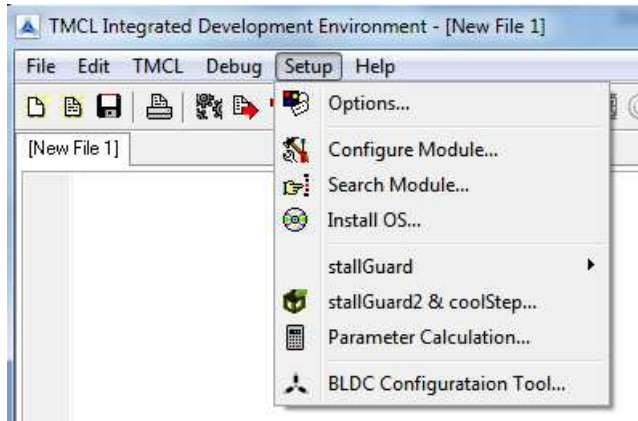 TMCL Integrated Development Environment - [New File 1]
File Edit TMCL Debug Setup Help
[New File 1]
Options...
Configure Module...
Search Module...
Install OS...
stallGuard
stallGuard2 & coolStep...
Parameter Calculation...
BLDC Configurataion Tool...